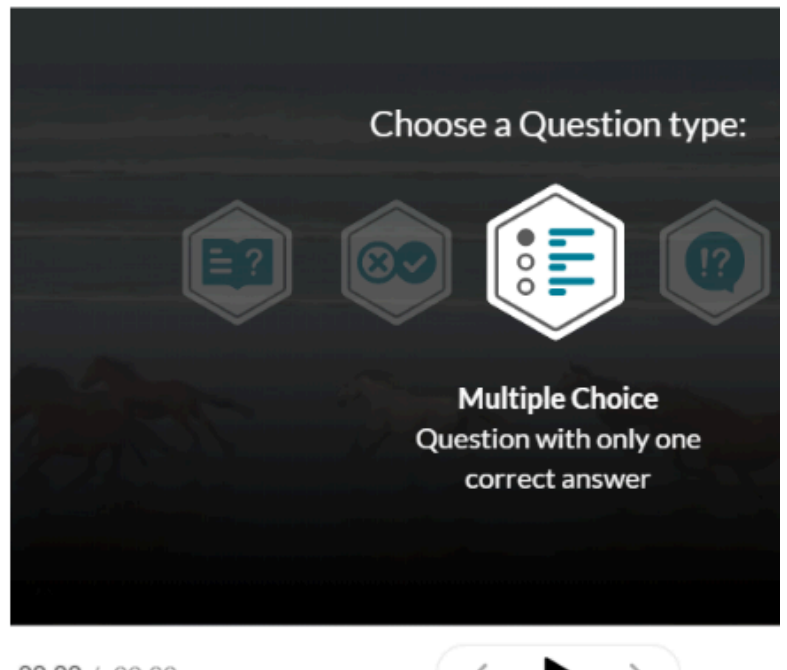 Choose a Question type:
Multiple Choice
Question with only one
correct answer